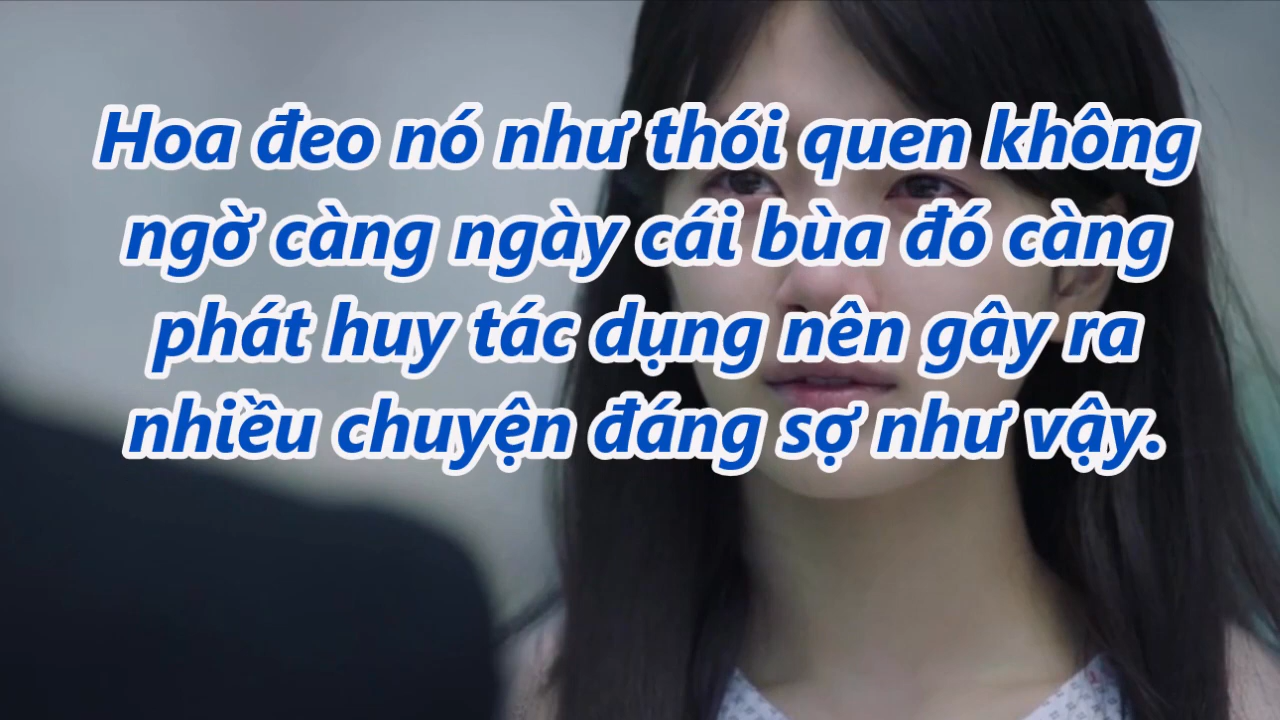 Hoa đeo nó như thói quen không
ngờ càng ngày cái bùa đó càng
phát huy tác dụng nên gây ra
nhiều chuyện đáng sợ như vậy.